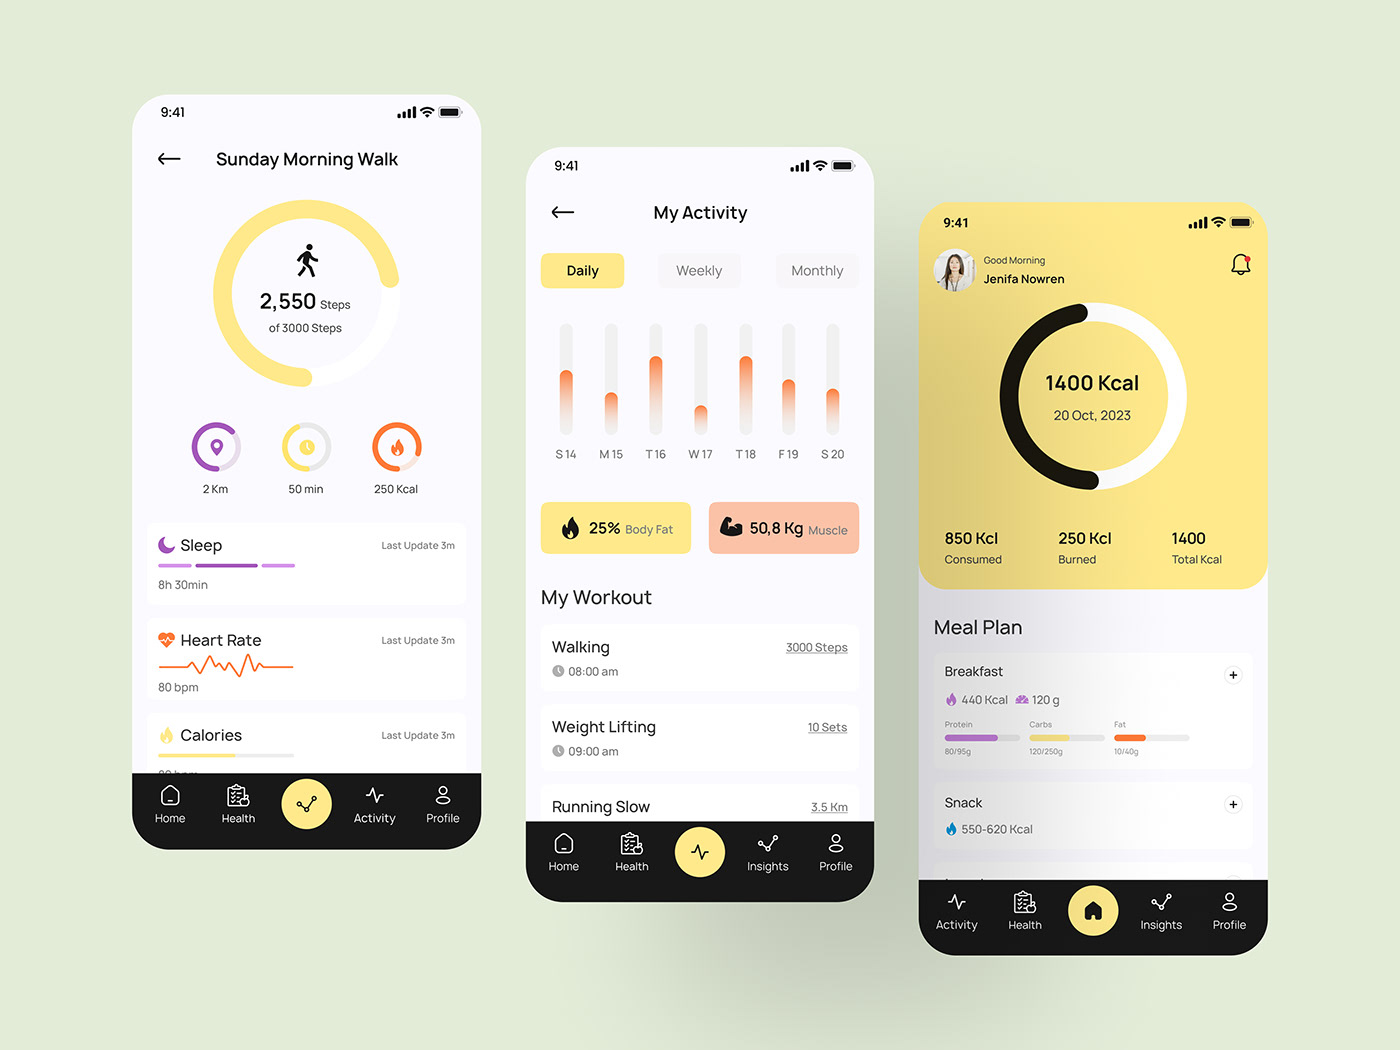 9:41
Sunday Morning Walk
2,550 Steps
of 3000 Steps
2 Km
50 min
250 Kcal
Sleep
Last Update 3m
8h 30min
Heart Rate
Last Update 3m
80 bpm
Calories
Last Update 3m
Home
Health
Activity
Profile
9:41
My Activity
Daily
Weekly
Monthly
S 14
M 15
T 16
W 17
T 18
F 19
S 20
25% Body Fat
50,8 Kg Muscle
My Workout
Walking
3000 Steps
08:00 am
Weight Lifting
10 Sets
09:00 am
Running Slow
3.5 Km
Home
Health
Insights
Profile
9:41
Good Morning
Jenifa Nowren
1400 Kcal
20 Oct, 2023
850 Kcl
Consumed
250 Kcl
Burned
1400
Total Kcal
Meal Plan
Breakfast
440 Kcal
120 g
Protein
Carbs
Fat
80/95g
120/250g
10/40g
Snack
550-620 Kcal
Activity
Health
Insights
Profile